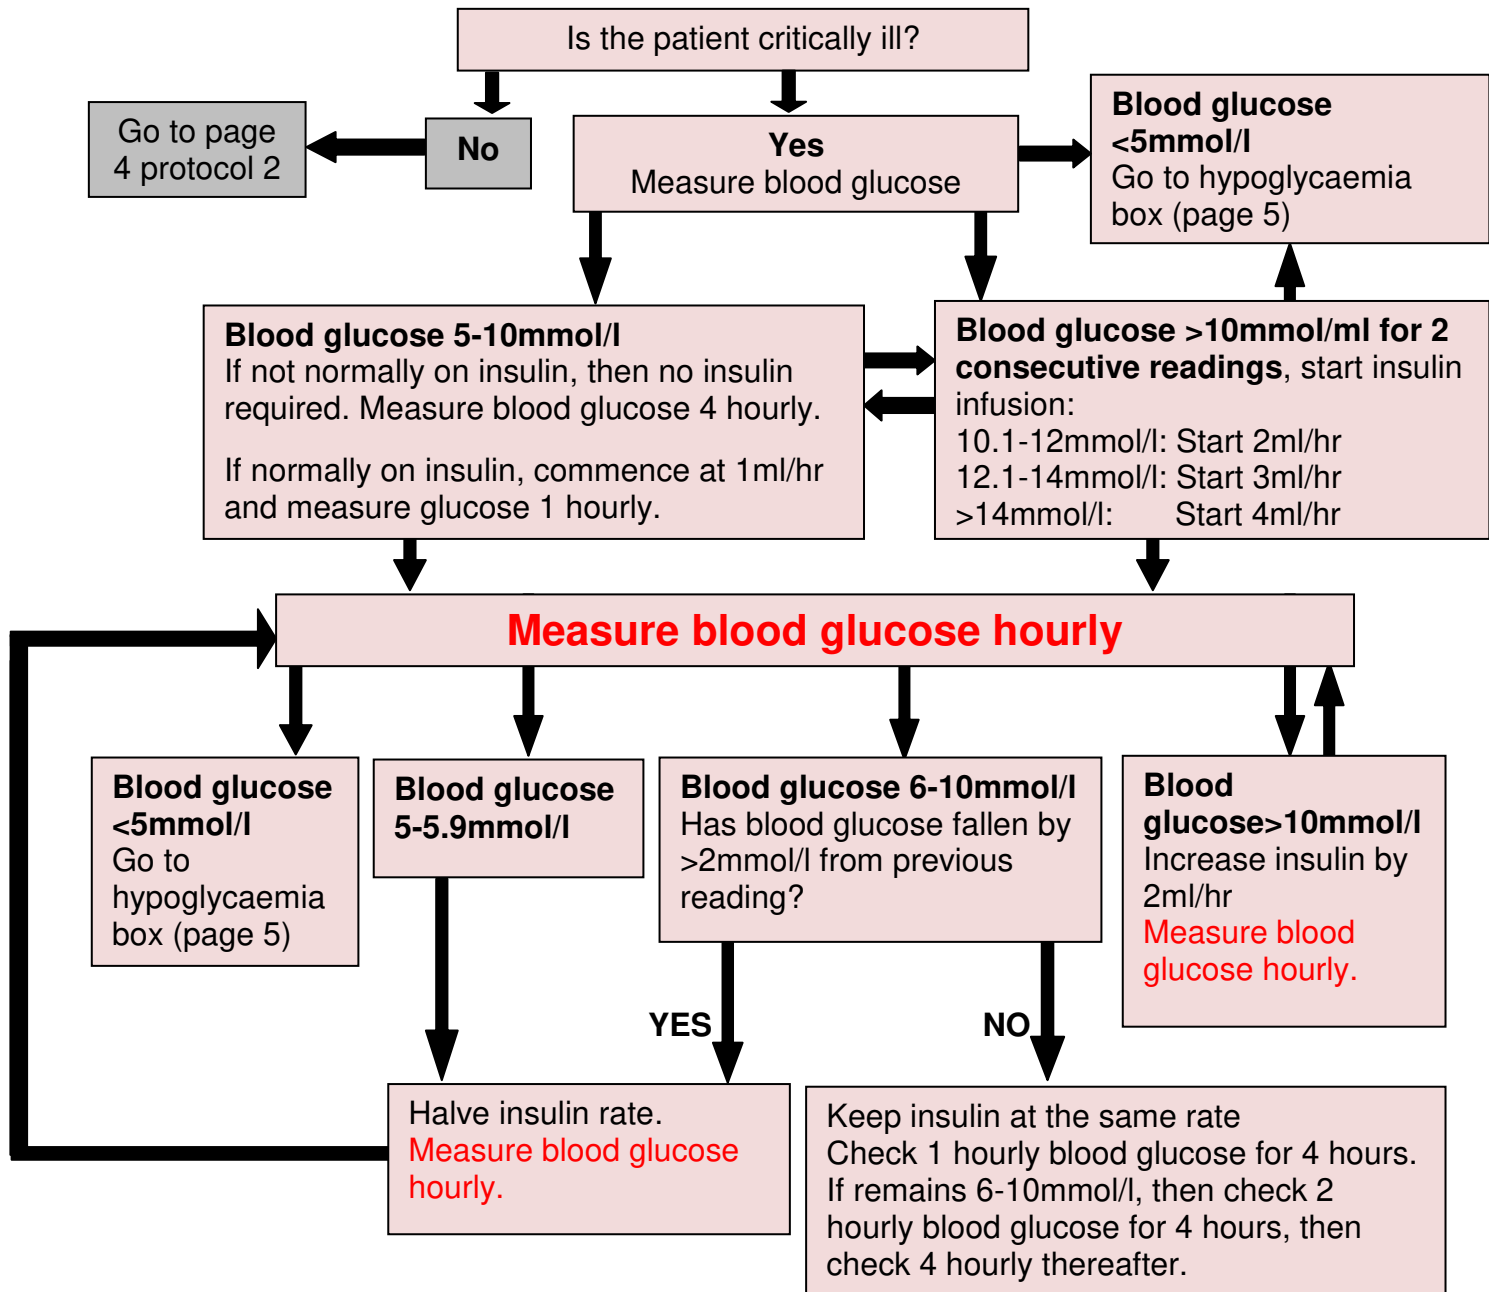 Is the patient critically ill?
Go to page
4 protocol 2
No
Yes
Measure blood glucose
Blood glucose
<5mmol/l
Go to hypoglycaemia
box (page 5)
Blood glucose 5-10mmol/l
If not normally on insulin, then no insulin
required. Measure blood glucose 4 hourly.
If normally on insulin, commence at 1ml/hr
and measure glucose 1 hourly.
Blood glucose >10mmol/ml for 2
consecutive readings, start insulin
infusion:
10.1-12mmol/l: Start 2ml/hr
12.1-14mmol/l: Start 3ml/hr
>14mmol/l: Start 4ml/hr
Measure blood glucose hourly
Blood glucose
<5mmol/l
Go to
hypoglycaemia
box (page 5)
Blood glucose
5-5.9mmol/l
Blood glucose 6-10mmol/l
Has blood glucose fallen by
>2mmol/l from previous
reading?
Blood
glucose>10mmol/l
Increase insulin by
2ml/hr
Measure blood
glucose hourly.
YES
NO
Halve insulin rate.
Measure blood glucose
hourly.
Keep insulin at the same rate
Check 1 hourly blood glucose for 4 hours.
If remains 6-10mmol/l, then check 2
hourly blood glucose for 4 hours, then
check 4 hourly thereafter.